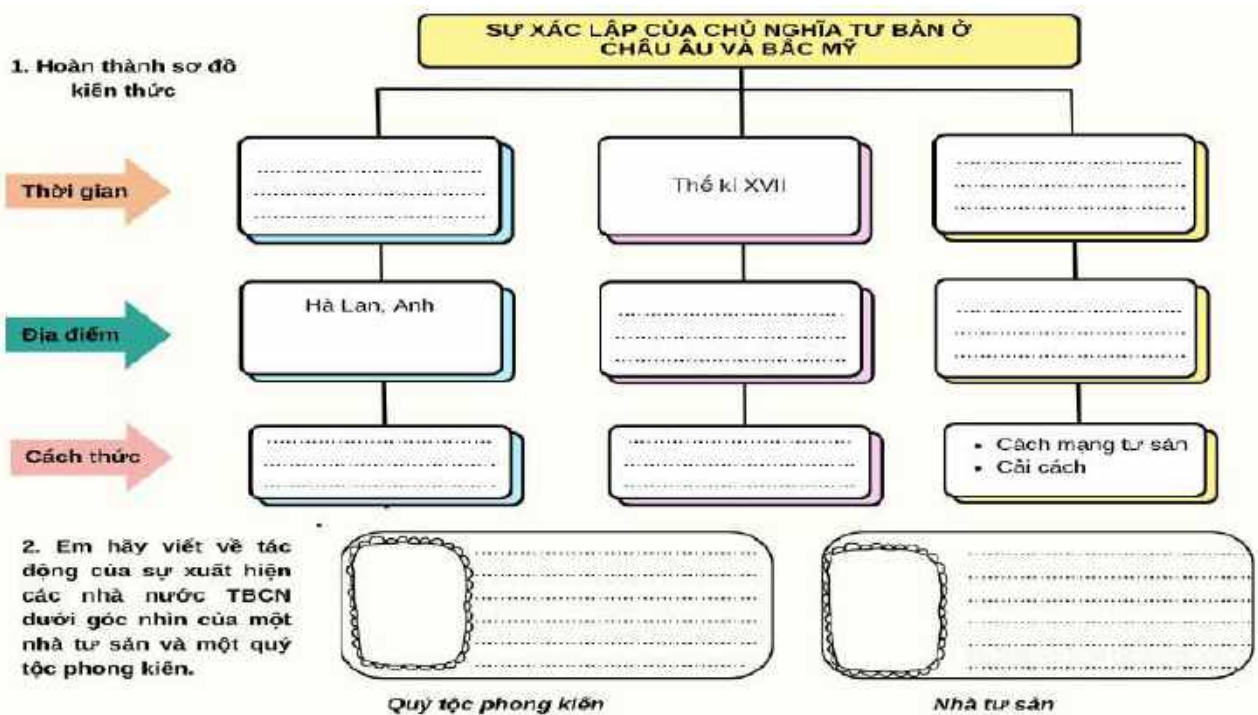 SỰ XÁC LẬP CỦA CHỦ NGHĨA TƯ BẢN Ở
CHÂU ÂU VÀ BẮC MỸ
1. Hoàn thành sơ đồ
kiến thức
Thời gian
Thế kỉ XVII
Địa điểm
Hà Lan, Anh
Cách thức
• Cách mạng tư sản
• Cải cách
2. Em hãy viết về tác
động của sự xuất hiện
các nhà nước TBCN
dưới góc nhìn của một
nhà tư sản và một quý
tộc phong kiến.
Quý tộc phong kiến
Nhà tư sản